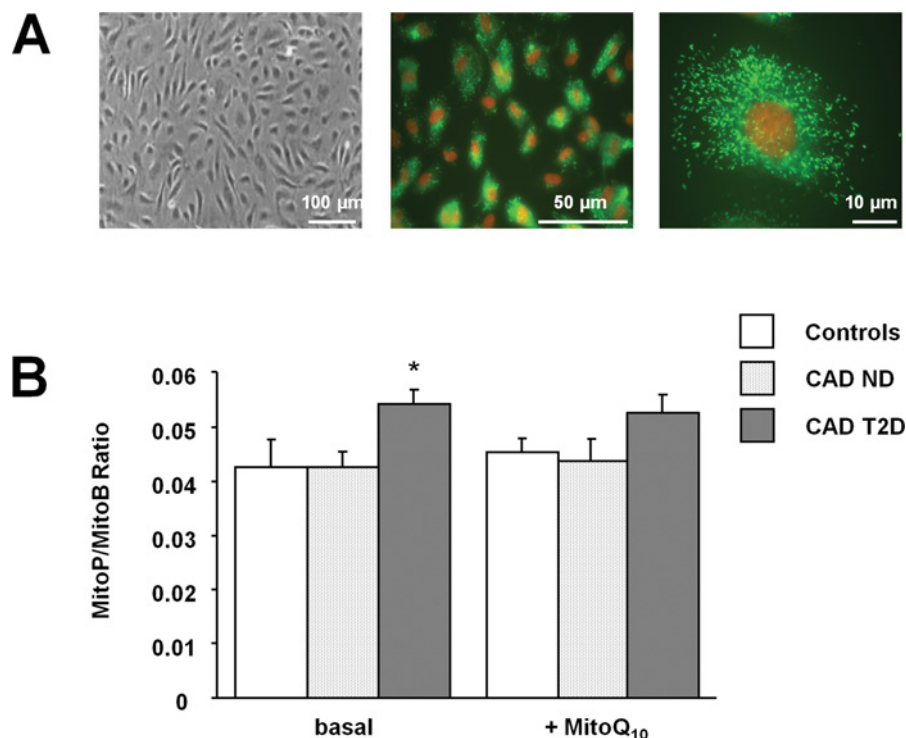 A
100 µm
50 µm
10 µm
B
Controls
CAD ND
CAD T2D
MitoP/MitoB Ratio
0.06
0.05
0.04
0.03
0.02
0.01
0
*
basal
+ MitoQ₁₀